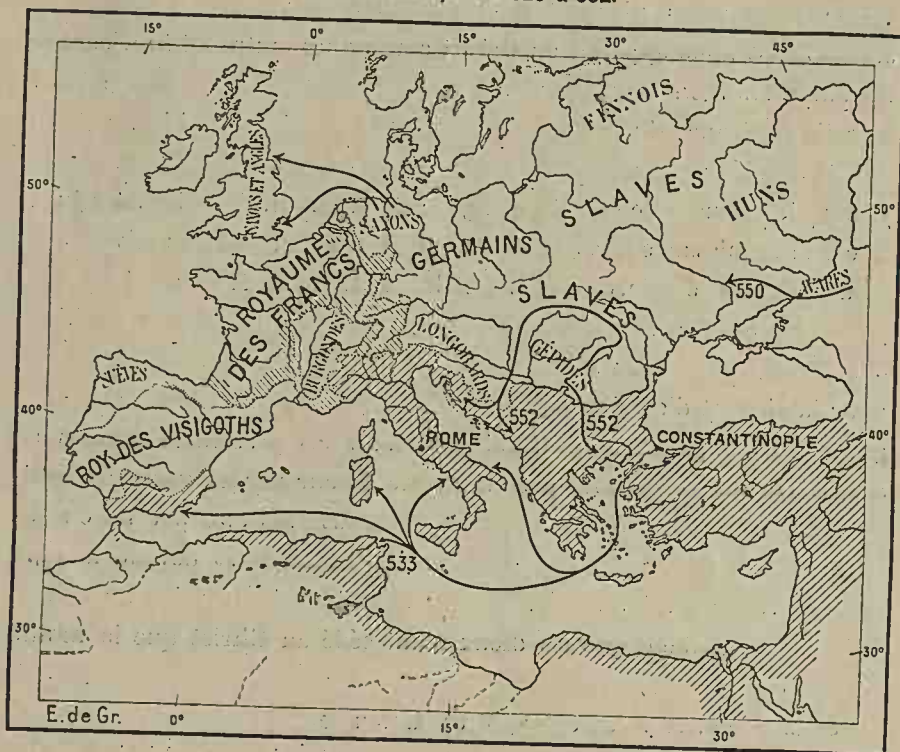 15° 0° 15° 30° 45°
FINNOIS
50°
SAXONS ET ANGLES
SLAVES
HUNS
50°
SAXONS
GERMAINS
ROYAUME
DES FRANCS
SLAVES
550
AVARES
BURGONDES
LONGOBARDS
GÉPIDES
SUÈVES
40°
552
552
ROY. DES VISIGOTHS
ROME
CONSTANTINOPLE
40°
533
30°
30°
E. de Gr.
0°
15°
30°